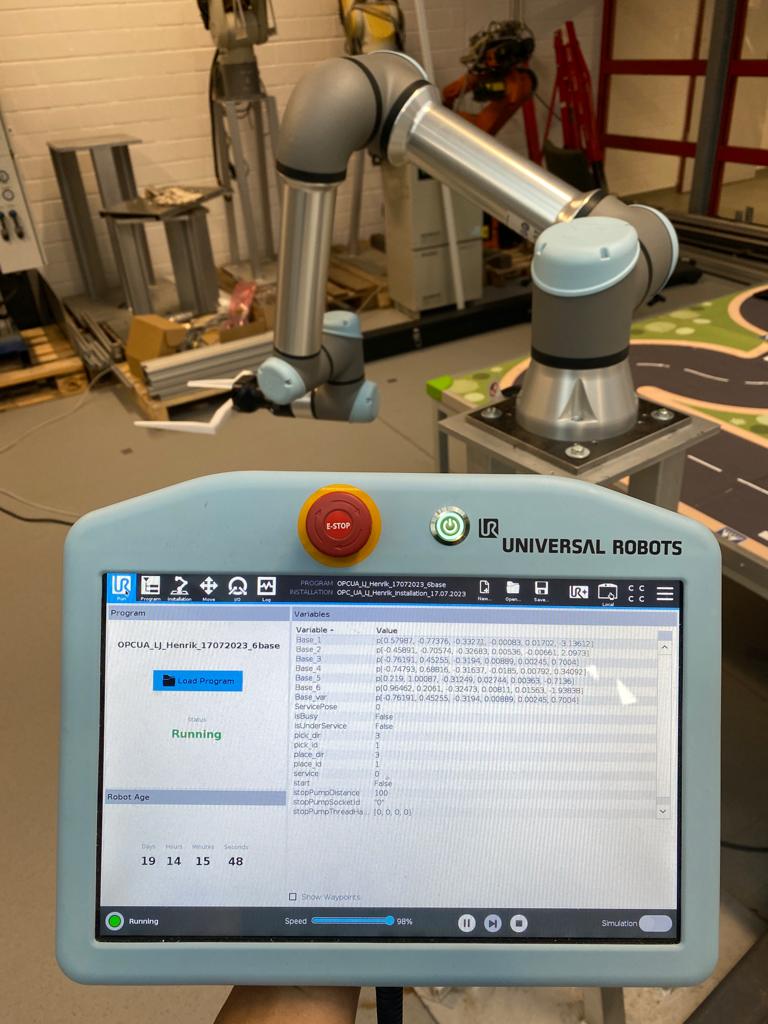 E-STOP
UR
UNIVERSAL ROBOTS
UR
Run
Program
Installation
Move
I/O
Log
PROGRAM OPCUA_LJ_Henrik_17072023_6base
INSTALLATION OPC_UA_LJ_Henrik_installation_17.07.2023
New...
Open...
Save...
UR+
Local
C C
C C
Program
Variables
OPCUA_LJ_Henrik_17072023_6base
Load Program
Status
Running
Robot Age
Days Hours Minutes Seconds
19 14 15 48
Variable Value
Base_1 p[0.57987, -0.77376, -0.33271, -0.00083, 0.01702, -3.13612]
Base_2 p[-0.45891, -0.70574, -0.32683, 0.00536, -0.00661, 2.0973]
Base_3 p[-0.76191, 0.45255, -0.3194, 0.00889, 0.00245, 0.7004]
Base_4 p[-0.74793, 0.68816, -0.31637, -0.0185, 0.00792, 0.34092]
Base_5 p[0.219, 1.00087, -0.31249, 0.02744, 0.00363, -0.7136]
Base_6 p[0.96462, 0.2061, -0.32473, 0.00811, 0.01563, -1.93838]
Base_var p[-0.76191, 0.45255, -0.3194, 0.00889, 0.00245, 0.7004]
ServicePose 0
isBusy False
isUnderService False
pick_dir 3
pick_id 1
place_dir 3
place_id 1
service 0
start False
stopPumpDistance 100
stopPumpSocketId "0"
stopPumpThreadHa... [0, 0, 0, 0]
Show Waypoints
Running
Speed 98%
Simulation